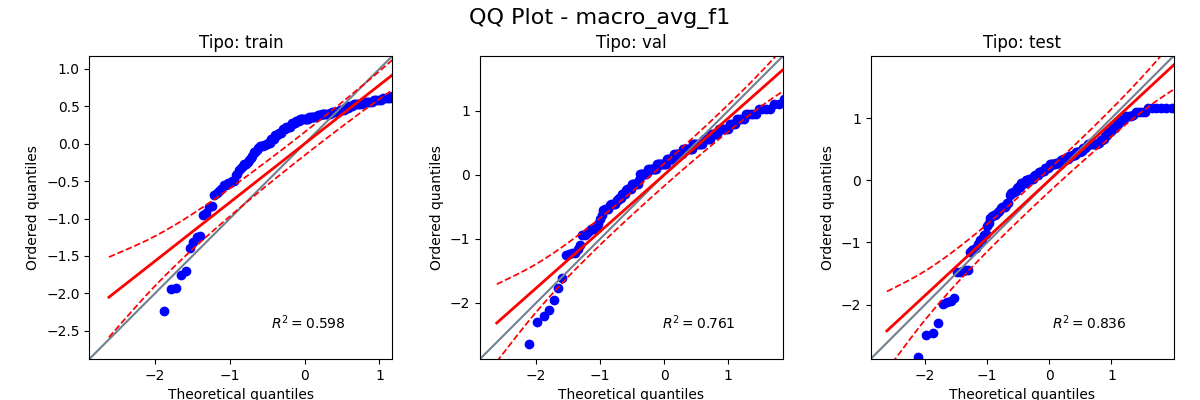 QQ Plot - macro_avg_f1
Tipo: train
Tipo: val
Tipo: test
Ordered quantiles
1.0
0.5
0.0
−0.5
−1.0
−1.5
−2.0
−2.5
R² = 0.598
−2
−1
0
1
Theoretical quantiles
Ordered quantiles
1
0
−1
−2
R² = 0.761
−2
−1
0
1
Theoretical quantiles
Ordered quantiles
1
0
−1
−2
R² = 0.836
−2
−1
0
1
Theoretical quantiles